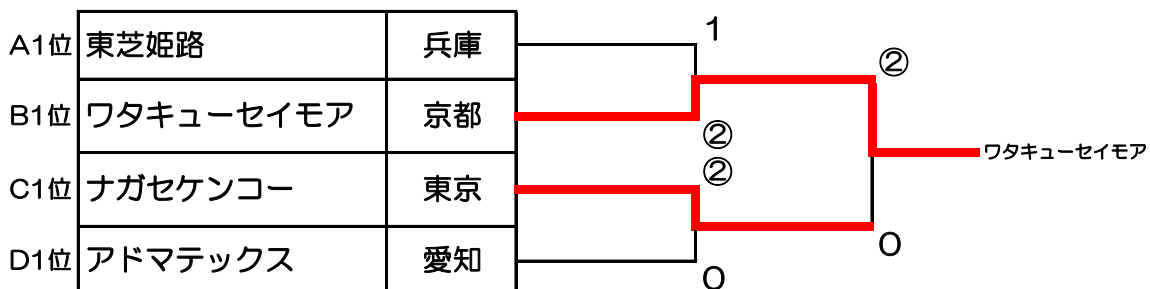 A1位 東芝姫路 兵庫 1
②
B1位 ワタキューセイモア 京都 ②
ワタキューセイモア
C1位 ナガセケンコー 東京 ②
0
D1位 アドマテックス 愛知 0